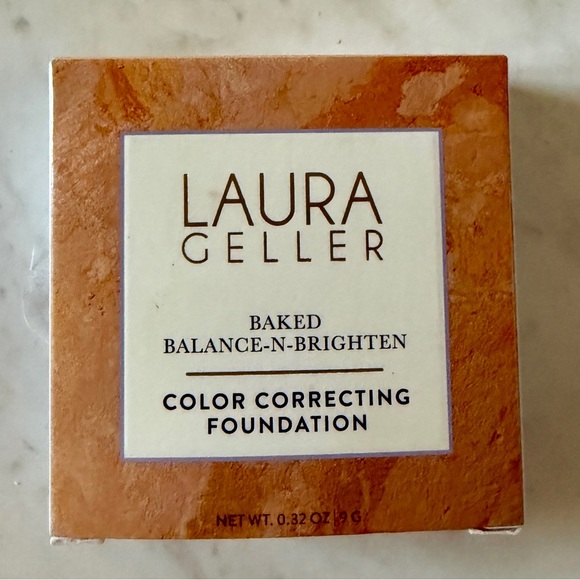 LAURA
GELLER
BAKED
BALANCE-N-BRIGHTEN
COLOR CORRECTING
FOUNDATION
NET WT. 0.32 OZ 9 G